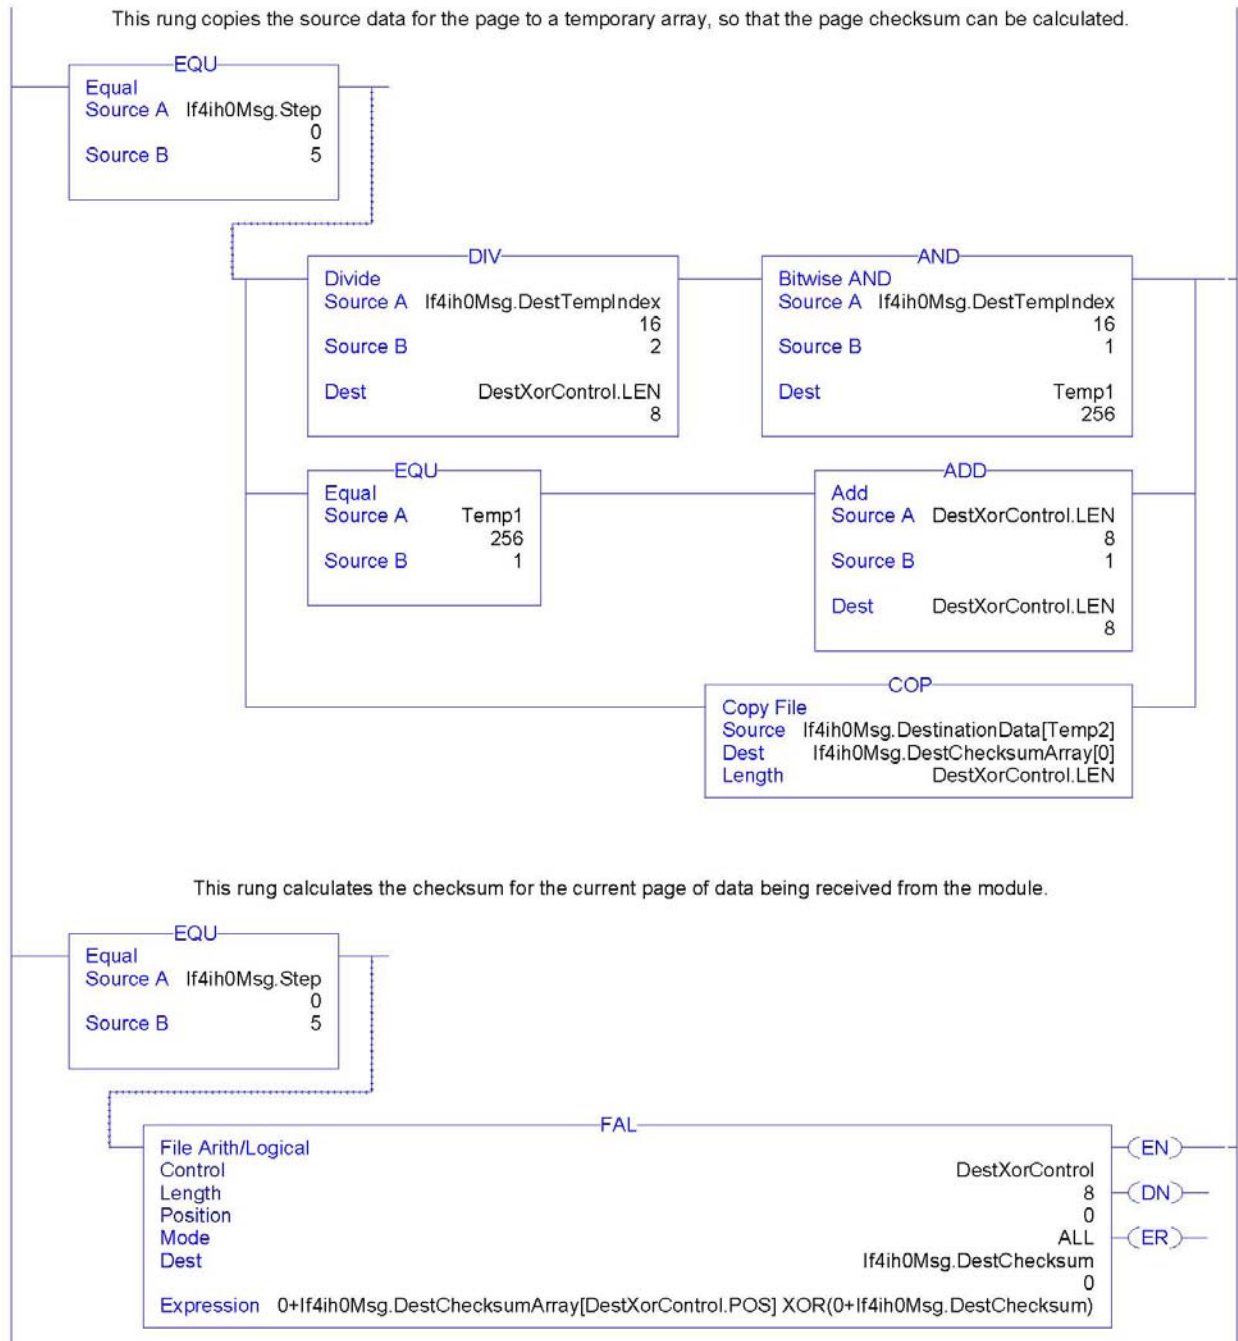 This rung copies the source data for the page to a temporary array, so that the page checksum can be calculated.
EQU
Equal
Source A If4ih0Msg.Step
0
Source B 5
DIV
Divide
Source A If4ih0Msg.DestTempIndex
16
Source B 2
Dest DestXorControl.LEN
8
AND
Bitwise AND
Source A If4ih0Msg.DestTempIndex
16
Source B 1
Dest Temp1
256
EQU
Equal
Source A Temp1
256
Source B 1
ADD
Add
Source A DestXorControl.LEN
8
Source B 1
Dest DestXorControl.LEN
8
COP
Copy File
Source If4ih0Msg.DestinationData[Temp2]
Dest If4ih0Msg.DestChecksumArray[0]
Length DestXorControl.LEN
This rung calculates the checksum for the current page of data being received from the module.
EQU
Equal
Source A If4ih0Msg.Step
0
Source B 5
FAL
File Arith/Logical
Control DestXorControl
Length 8
Position 0
Mode ALL
Dest If4ih0Msg.DestChecksum
0
Expression 0+If4ih0Msg.DestChecksumArray[DestXorControl.POS] XOR(0+If4ih0Msg.DestChecksum)
EN
DN
ER